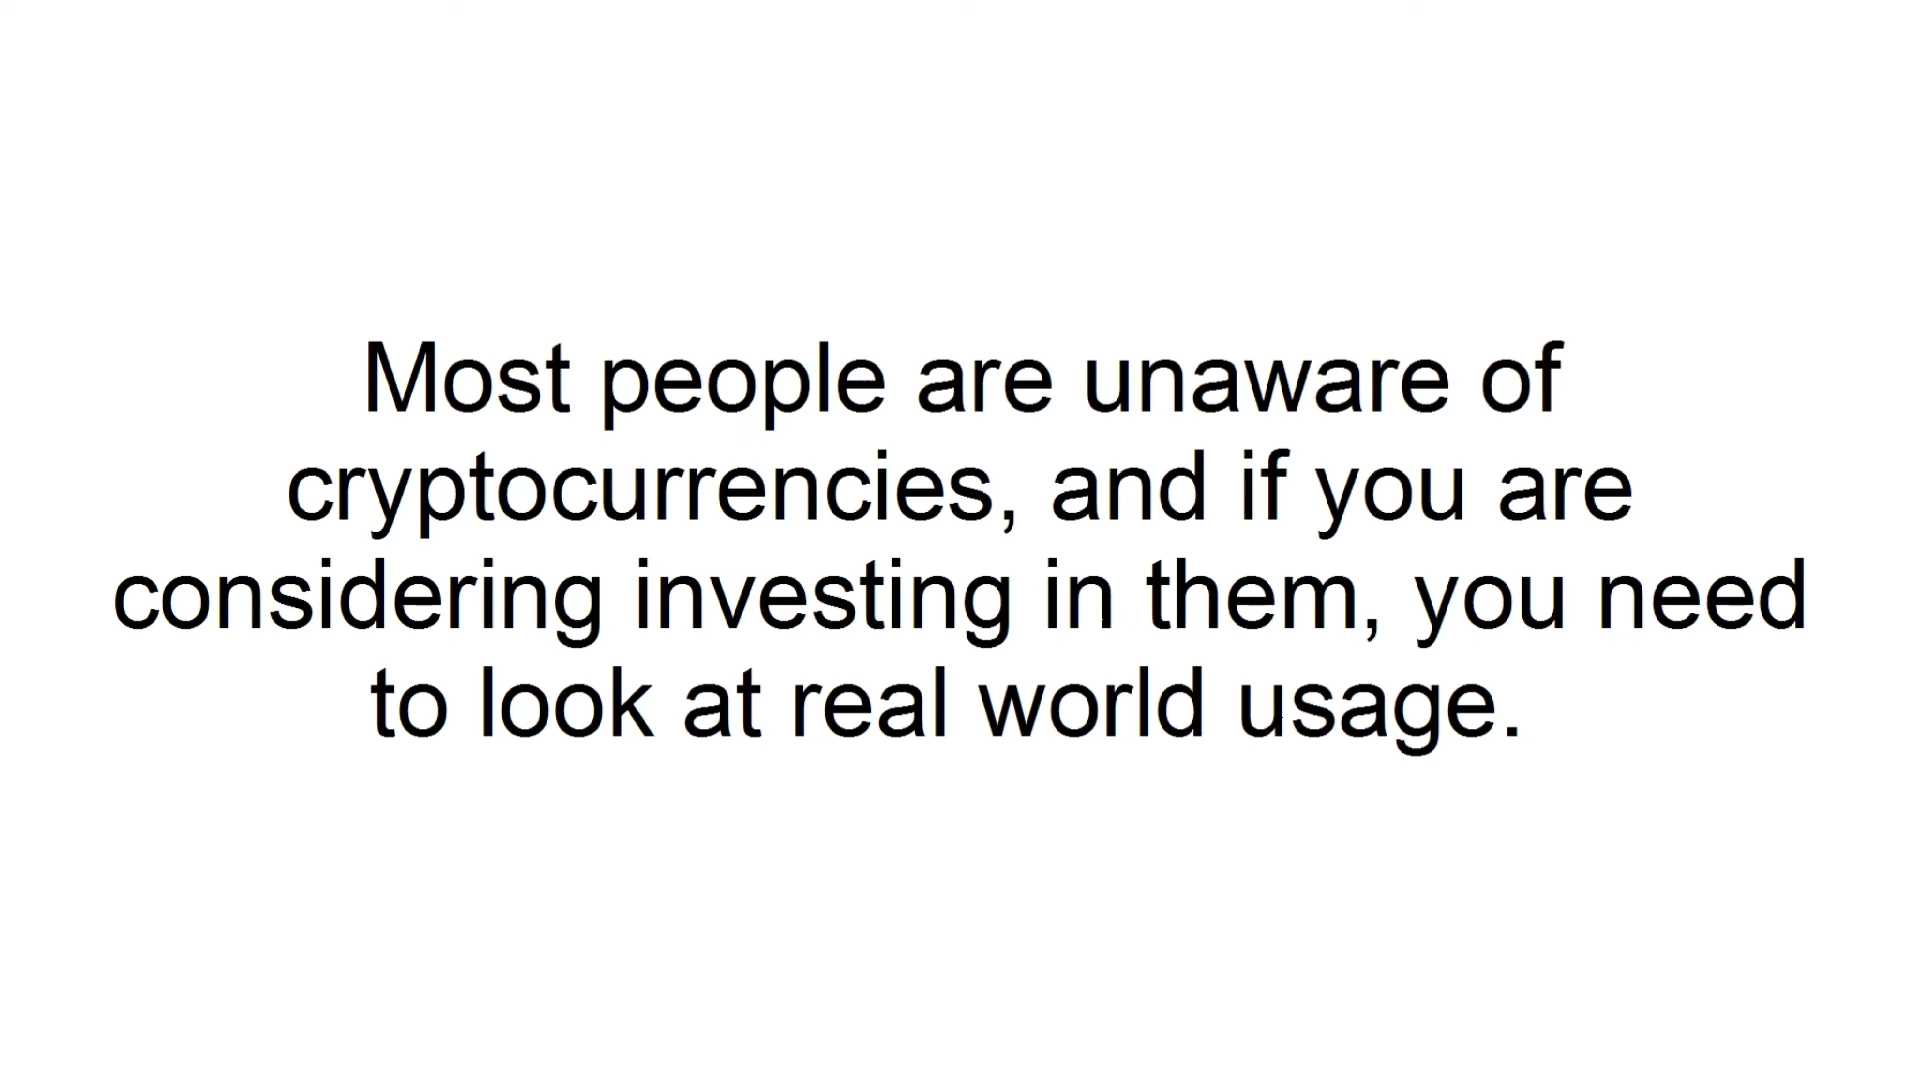 Most people are unaware of
cryptocurrencies, and if you are
considering investing in them, you need
to look at real world usage.